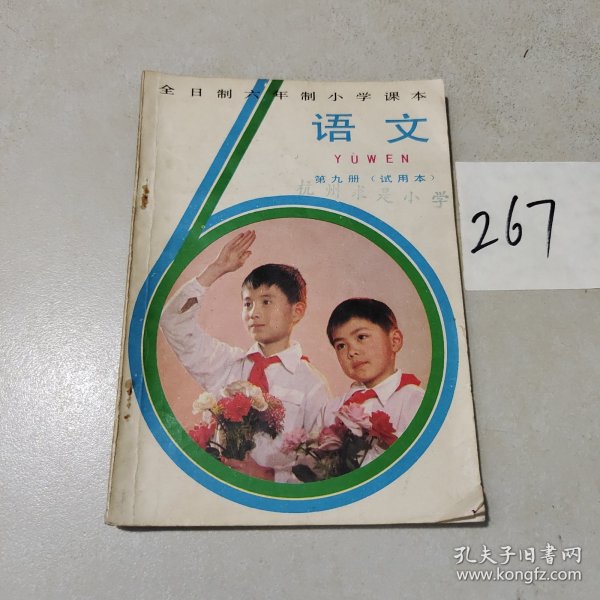 全日制六年制小学课本
语文
YǓWÉN
第九册(试用本)
杭州求是小学
267
孔夫子旧书网
www.kongfz.com